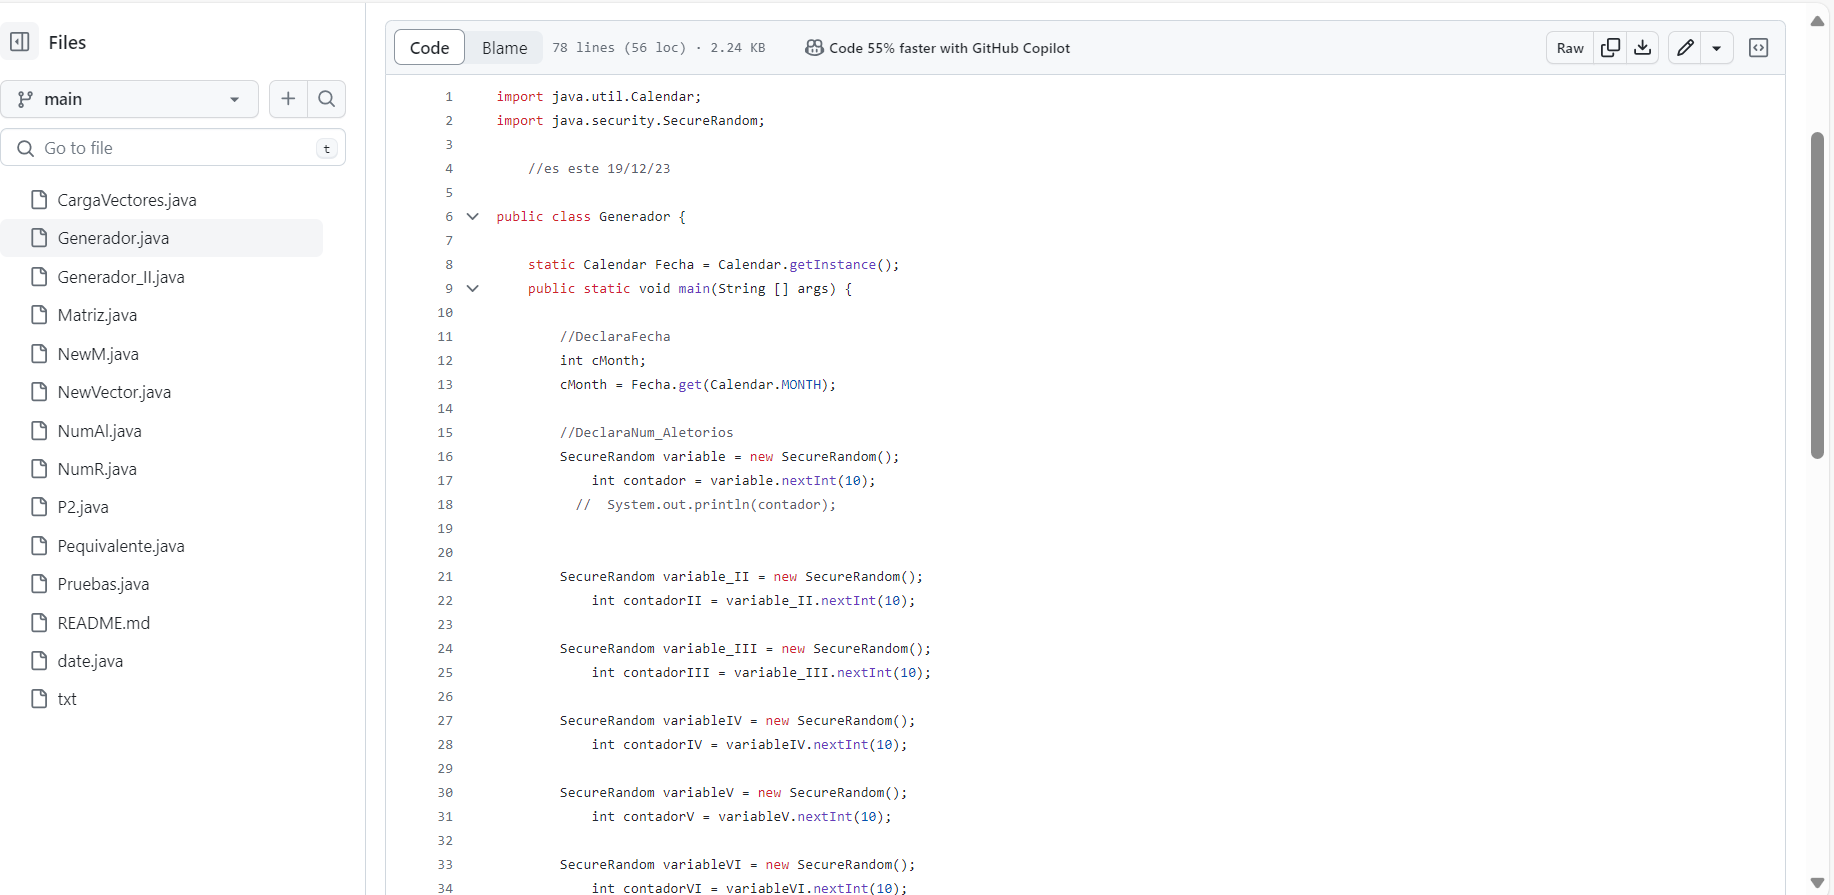 Files
main
Go to file
t
CargaVectores.java
Generador.java
Generador_II.java
Matriz.java
NewM.java
NewVector.java
NumAl.java
NumR.java
P2.java
Pequivalente.java
Pruebas.java
README.md
date.java
txt
Code Blame 78 lines (56 loc) · 2.24 KB Code 55% faster with GitHub Copilot Raw
1 import java.util.Calendar;
2 import java.security.SecureRandom;
3
4 //es este 19/12/23
5
6 public class Generador {
7
8 static Calendar Fecha = Calendar.getInstance();
9 public static void main(String [] args) {
10
11 //DeclaraFecha
12 int cMonth;
13 cMonth = Fecha.get(Calendar.MONTH);
14
15 //DeclaraNum_Aletorios
16 SecureRandom variable = new SecureRandom();
17 int contador = variable.nextInt(10);
18 // System.out.println(contador);
19
20
21 SecureRandom variable_II = new SecureRandom();
22 int contadorII = variable_II.nextInt(10);
23
24 SecureRandom variable_III = new SecureRandom();
25 int contadorIII = variable_III.nextInt(10);
26
27 SecureRandom variableIV = new SecureRandom();
28 int contadorIV = variableIV.nextInt(10);
29
30 SecureRandom variableV = new SecureRandom();
31 int contadorV = variableV.nextInt(10);
32
33 SecureRandom variableVI = new SecureRandom();
34 int contadorVI = variableVI.nextInt(10);